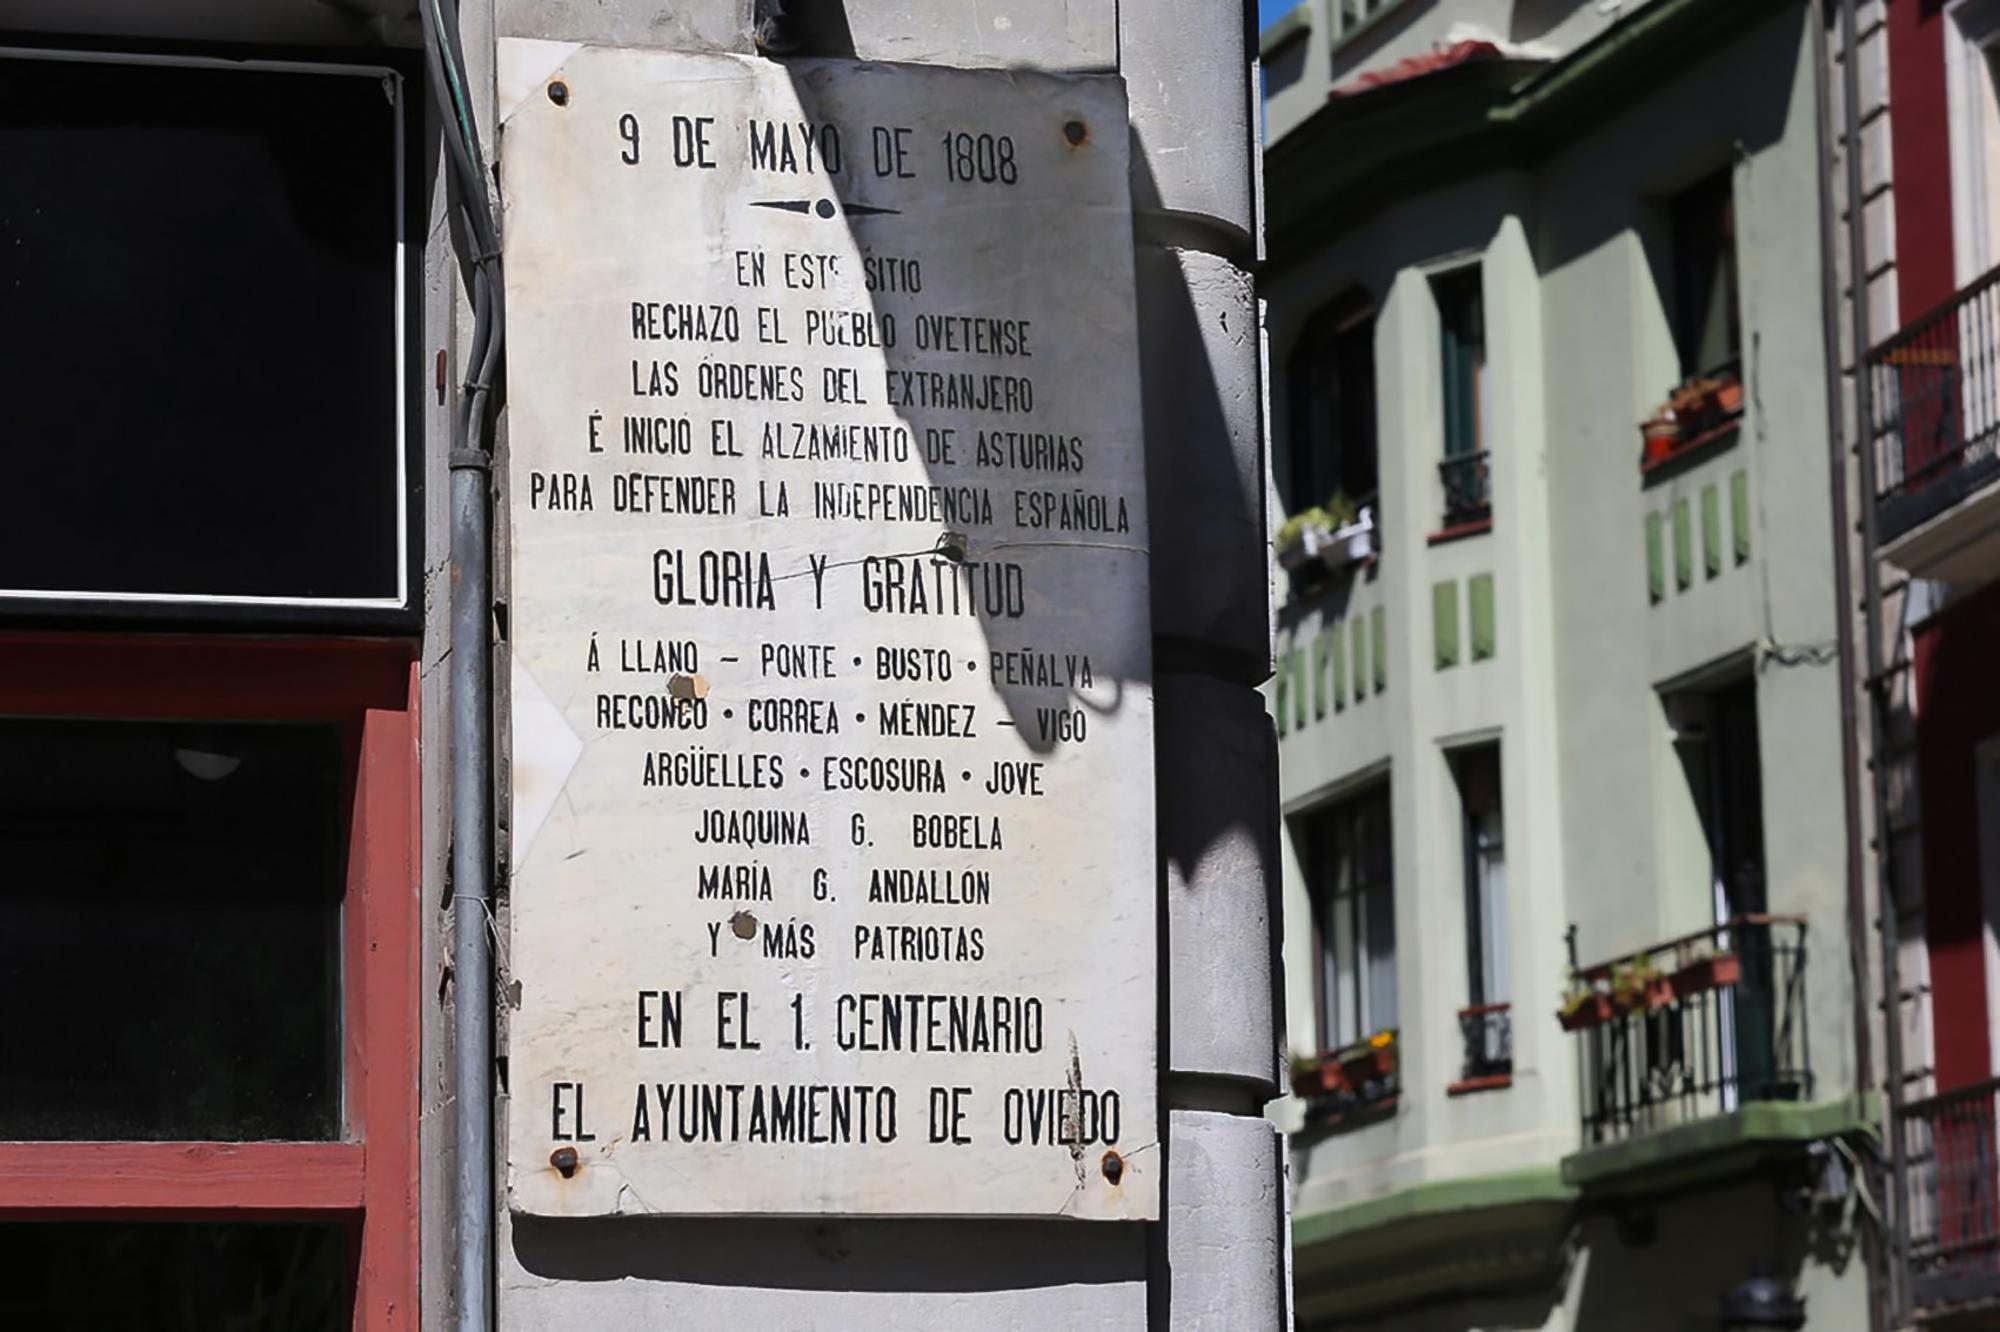 9 DE MAYO DE 1808
EN ESTE SITIO
RECHAZO EL PUEBLO OVETENSE
LAS ÓRDENES DEL EXTRANJERO
É INICIÓ EL ALZAMIENTO DE ASTURIAS
PARA DEFENDER LA INDEPENDENCIA ESPAÑOLA
GLORIA Y GRATITUD
Á LLANO – PONTE • BUSTO • PEÑALVA
RECONCO • CORREA • MÉNDEZ – VIGO
ARGÜELLES • ESCOSURA • JOVE
JOAQUINA G. BOBELA
MARÍA G. ANDALLÓN
Y MÁS PATRIOTAS
EN EL 1. CENTENARIO
EL AYUNTAMIENTO DE OVIEDO